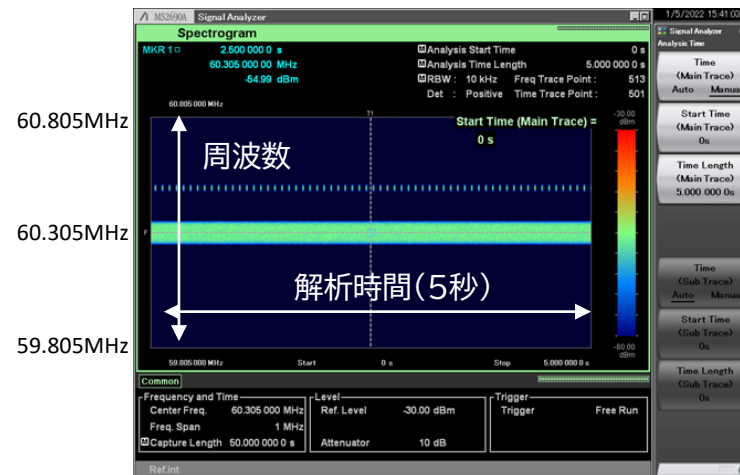 MS2690A Signal Analyzer
1/5/2022 15:41:03
Spectrogram
MKR 1
2.500 000 0 s
60.305 000 00 MHz
-54.99 dBm
M Analysis Start Time 0 s
M Analysis Time Length 5.000 000 0 s
M RBW : 10 kHz Freq Trace Point : 513
Det : Positive Time Trace Point : 501
60.805 000 MHz
T1
-30.00
dBm
Start Time (Main Trace) =
0 s
60.805MHz
周波数
60.305MHz
F
解析時間(5秒)
59.805MHz
-80.00
dBm
59.805 000 MHz Start 0 s Stop 5.000 000 0 s
Common
Frequency and Time
Center Freq. 60.305 000 MHz
Freq. Span 1 MHz
M Capture Length 50.000 000 0 s
Level
Ref. Level -30.00 dBm
Attenuator 10 dB
Trigger
Trigger Free Run
Ref.Int
Signal Analyzer
Analysis Time
Time
(Main Trace)
Auto Manua
Start Time
(Main Trace)
0s
Time Length
(Main Trace)
5.000 000 0s
Time
(Sub Trace)
Auto Manua
Start Time
(Sub Trace)
0s
Time Length
(Sub Trace)
0s